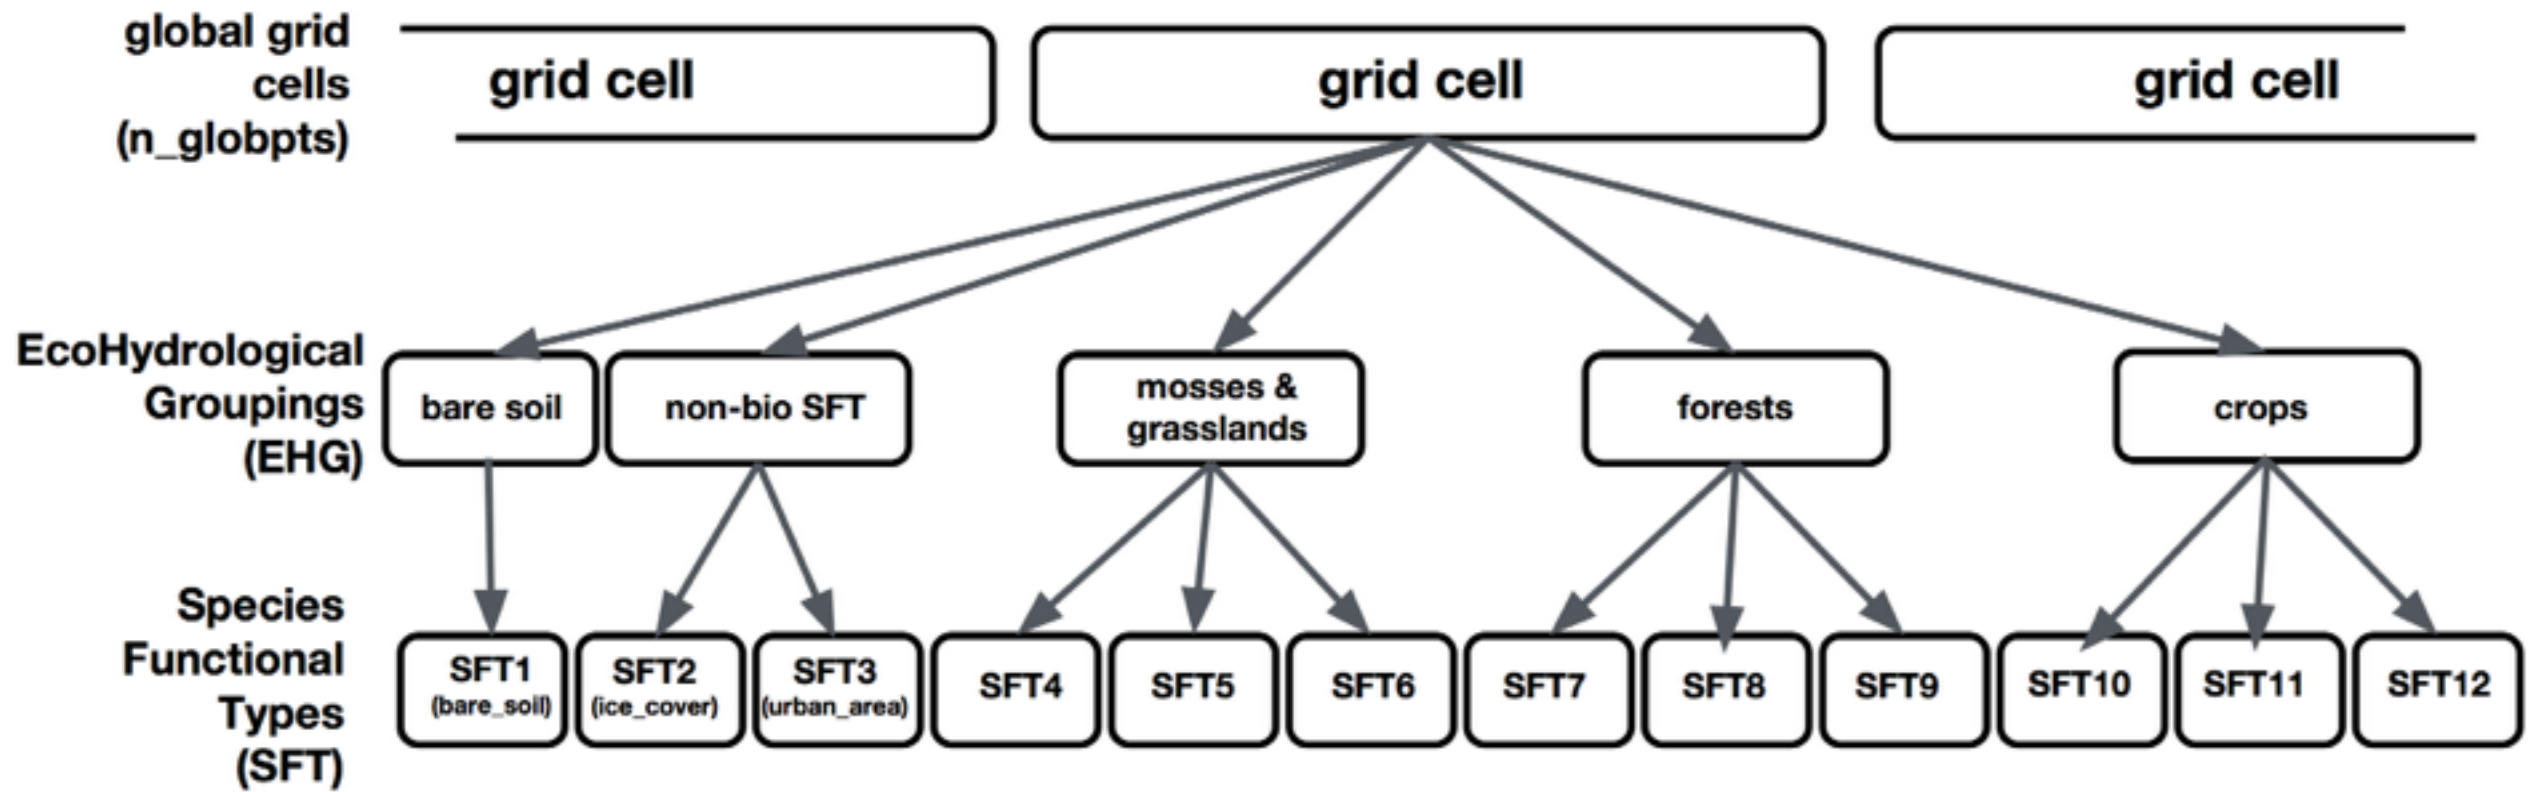 global grid
cells
(n_globpts)
grid cell
grid cell
grid cell
EcoHydrological
Groupings
(EHG)
bare soil
non-bio SFT
mosses &
grasslands
forests
crops
Species
Functional
Types
(SFT)
SFT1
(bare_soil)
SFT2
(ice_cover)
SFT3
(urban_area)
SFT4
SFT5
SFT6
SFT7
SFT8
SFT9
SFT10
SFT11
SFT12